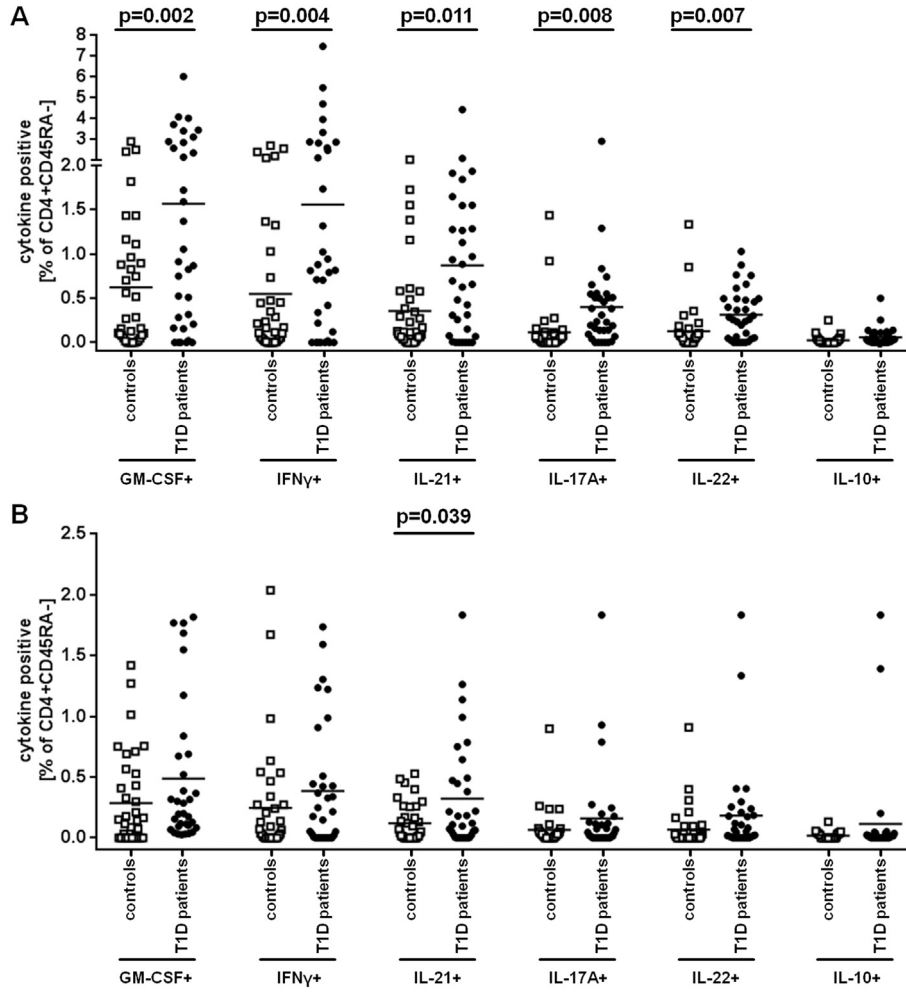 A
p=0.002 p=0.004 p=0.011 p=0.008 p=0.007
cytokine positive
[% of CD4+CD45RA-]
8
7
6
5
4
3
2.0
1.5
1.0
0.5
0.0
controls T1D patients controls T1D patients controls T1D patients controls T1D patients controls T1D patients controls T1D patients
GM-CSF+ IFNγ+ IL-21+ IL-17A+ IL-22+ IL-10+
B
p=0.039
cytokine positive
[% of CD4+CD45RA-]
2.5
2.0
1.5
1.0
0.5
0.0
controls T1D patients controls T1D patients controls T1D patients controls T1D patients controls T1D patients controls T1D patients
GM-CSF+ IFNγ+ IL-21+ IL-17A+ IL-22+ IL-10+